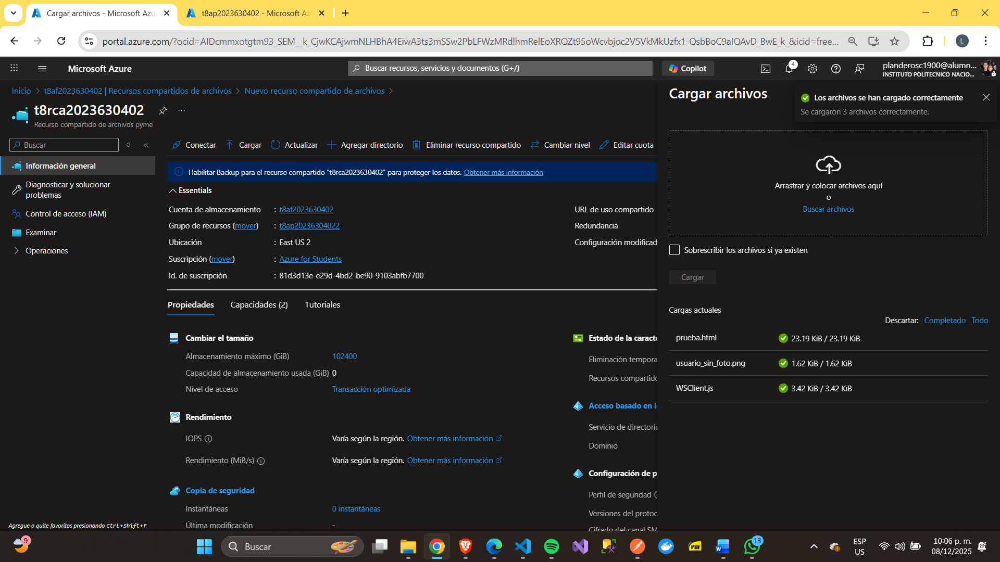 Cargar archivos - Microsoft Azu
t8ap2023630402 - Microsoft Az
portal.azure.com/?ocid=AIDcmmxotgtm93_SEM__k_CjwKCAjwmNLHBhA4EiwA3ts3mSSw2PbLFWzMRdlhmRelEoXRQZt95oWcvbjoc2V5VkMkUzfx1-QsbBoC9aIQAvD_BwE_k_&icid=free...
L
Microsoft Azure
Buscar recursos, servicios y documentos (G+/)
Copilot
4
planderosc1900@alumn...
INSTITUTO POLITECNICO NACIO...
Inicio > t8af2023630402 | Recursos compartidos de archivos > Nuevo recurso compartido de archivos >
t8rca2023630402
Recurso compartido de archivos pyme
Buscar
Información general
Diagnosticar y solucionar
problemas
Control de acceso (IAM)
Examinar
Operaciones
Agregue o quite favoritos presionando Ctrl+Shift+F
Conectar
Cargar
Actualizar
Agregar directorio
Eliminar recurso compartido
Cambiar nivel
Editar cuota
Habilitar Backup para el recurso compartido "t8rca2023630402" para proteger los datos. Obtener más información
Essentials
Cuenta de almacenamiento : t8af2023630402
Grupo de recursos (mover) : t8ap20236304022
Ubicación : East US 2
Suscripción (mover) : Azure for Students
Id. de suscripción : 81d3d13e-e29d-4bd2-be90-9103abfb7700
URL de uso compartido
Redundancia
Configuración modificad
Propiedades
Capacidades (2)
Tutoriales
Cambiar el tamaño
Almacenamiento máximo (GiB) 102400
Capacidad de almacenamiento usada (GiB) 0
Nivel de acceso Transacción optimizada
Rendimiento
IOPS Varía según la región. Obtener más información
Rendimiento (MiB/s) Varía según la región. Obtener más información
Copia de seguridad
Instantáneas 0 instantáneas
Última modificación -
Estado de la caracte
Eliminación tempora
Recursos compartido
Acceso basado en i
Servicio de directorio
Dominio
Configuración de p
Perfil de seguridad
Versiones del protoc
Cifrado del canal SM
Cargar archivos
Los archivos se han cargado correctamente
Se cargaron 3 archivos correctamente.
Arrastrar y colocar archivos aquí
o
Buscar archivos
Sobrescribir los archivos si ya existen
Cargar
Cargas actuales
Descartar: Completado Todo
prueba.html 23.19 KiB / 23.19 KiB
usuario_sin_foto.png 1.62 KiB / 1.62 KiB
WSClient.js 3.42 KiB / 3.42 KiB
9
Buscar
PDF
13
ESP
US
10:06 p. m.
08/12/2025